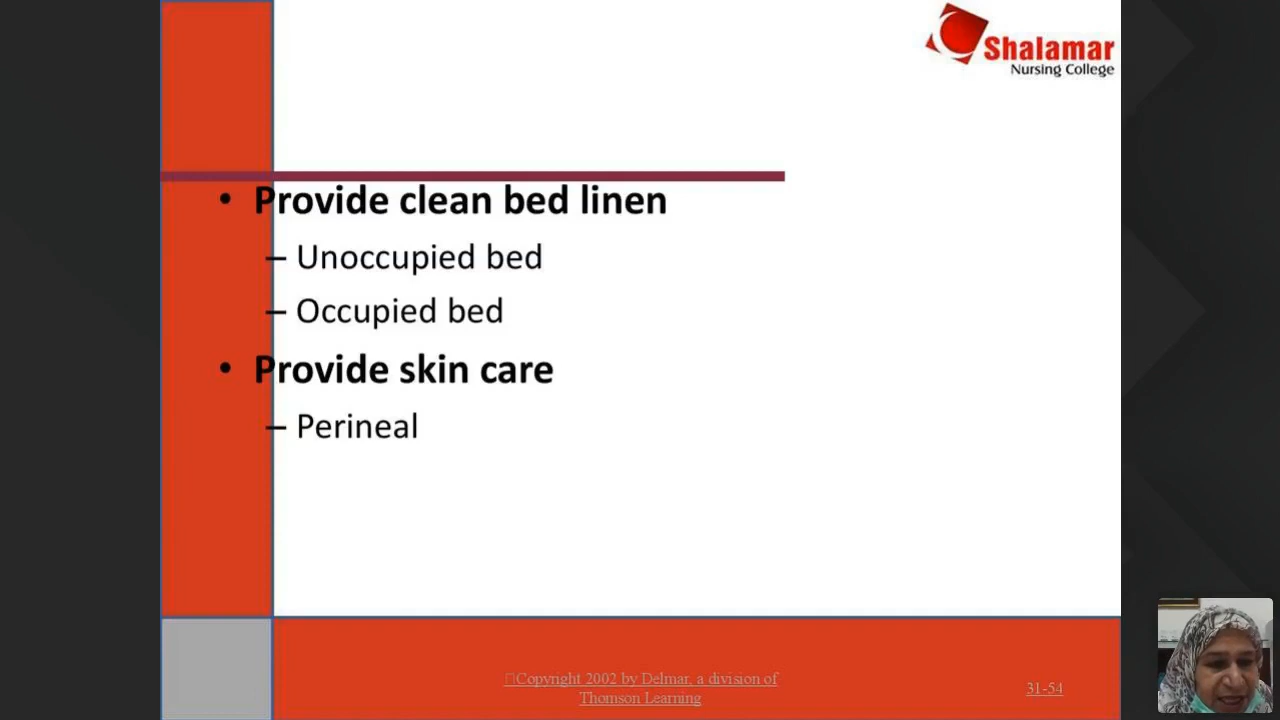 Shalamar
Nursing College
• Provide clean bed linen
– Unoccupied bed
– Occupied bed
• Provide skin care
– Perineal
Copyright 2002 by Delmar, a division of
Thomson Learning
31-54